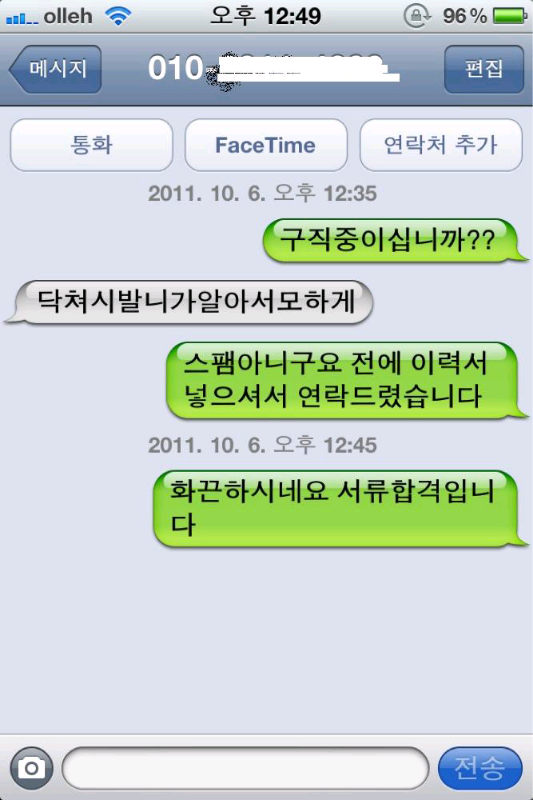 olleh 오후 12:49 96%
메시지 010- 편집
통화 FaceTime 연락처 추가
2011. 10. 6. 오후 12:35
구직중이십니까??
닥쳐시발니가알아서모하게
스팸아니구요 전에 이력서
넣으셔서 연락드렸습니다
2011. 10. 6. 오후 12:45
화끈하시네요 서류합격입니
다
전송